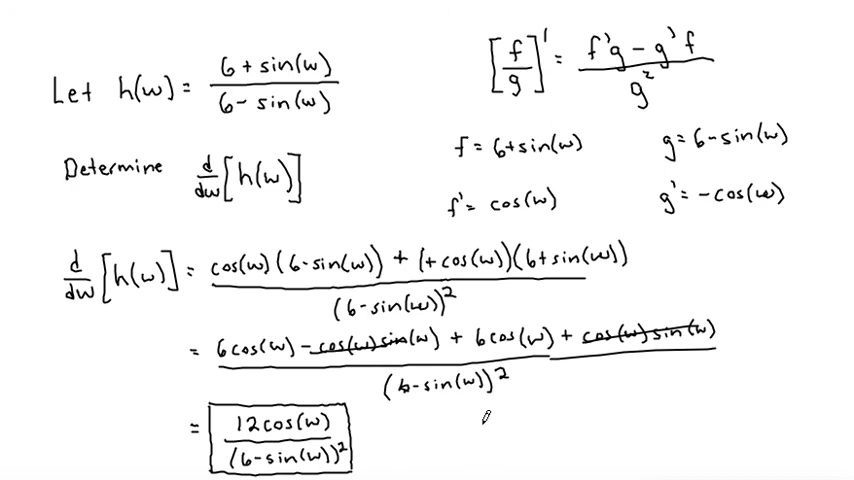 Let h(w) = (6 + sin(w)) / (6 - sin(w))
[f/g]' = (f'g - g'f) / g²
Determine d/dw [h(w)]
f = 6+sin(w)
g = 6-sin(w)
f' = cos(w)
g' = -cos(w)
d/dw [h(w)] = (cos(w)(6-sin(w)) + (+cos(w))(6+sin(w))) / (6-sin(w))²
= (6cos(w) - cos(w)sin(w) + 6cos(w) + cos(w)sin(w)) / (6-sin(w))²
= 12cos(w) / (6-sin(w))²